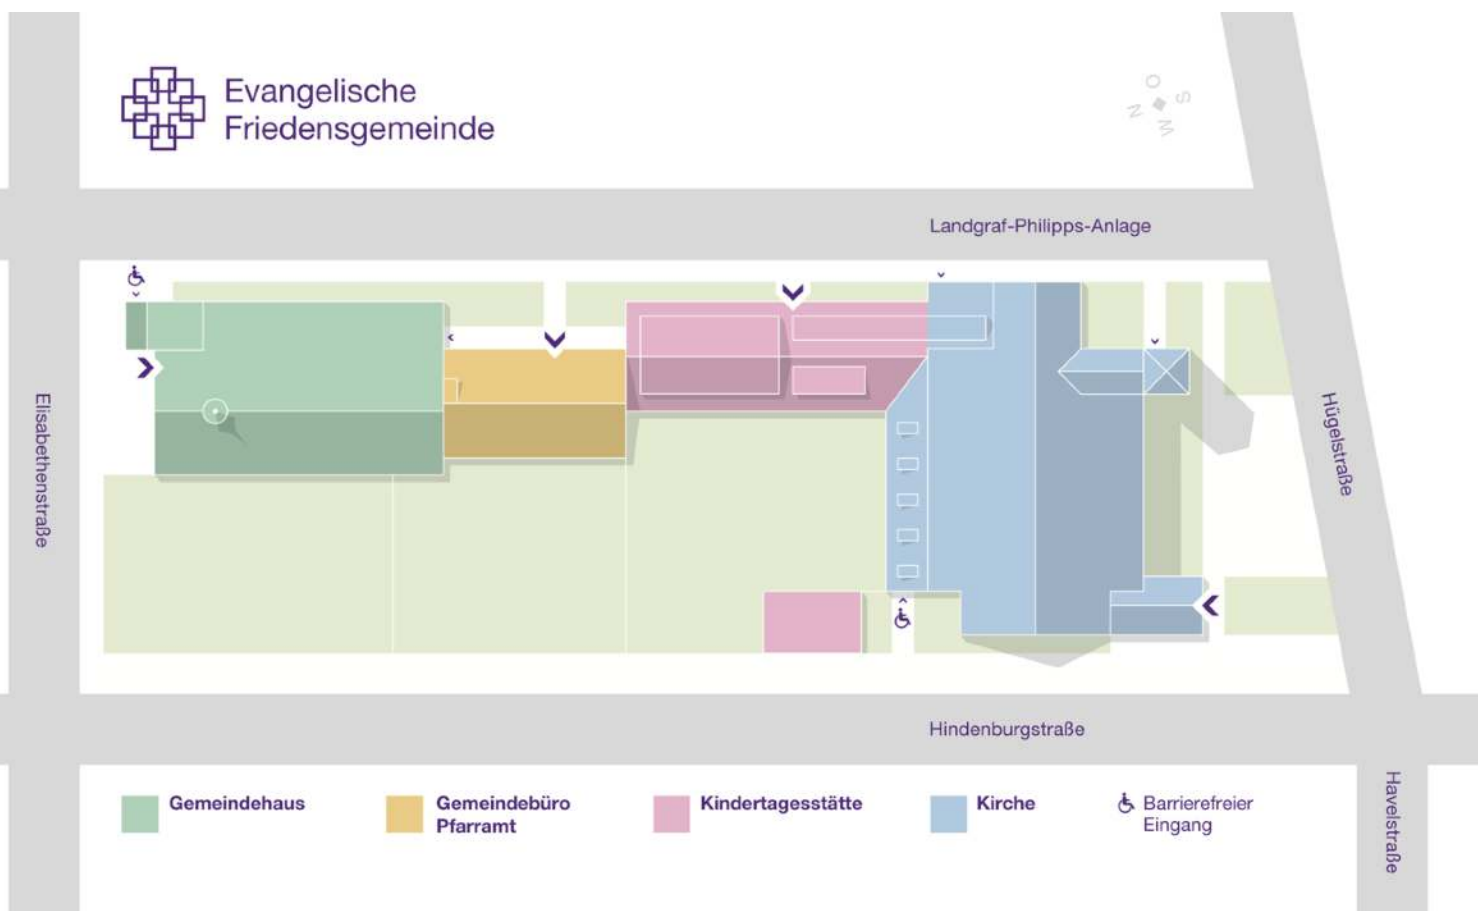 Evangelische
Friedensgemeinde
O
S
N
W
Landgraf-Philipps-Anlage
Elisabethenstraße
Hügelstraße
Hindenburgstraße
Gemeindehaus
Gemeindebüro
Pfarramt
Kindertagesstätte
Kirche
Barrierefreier
Eingang
Havelstraße